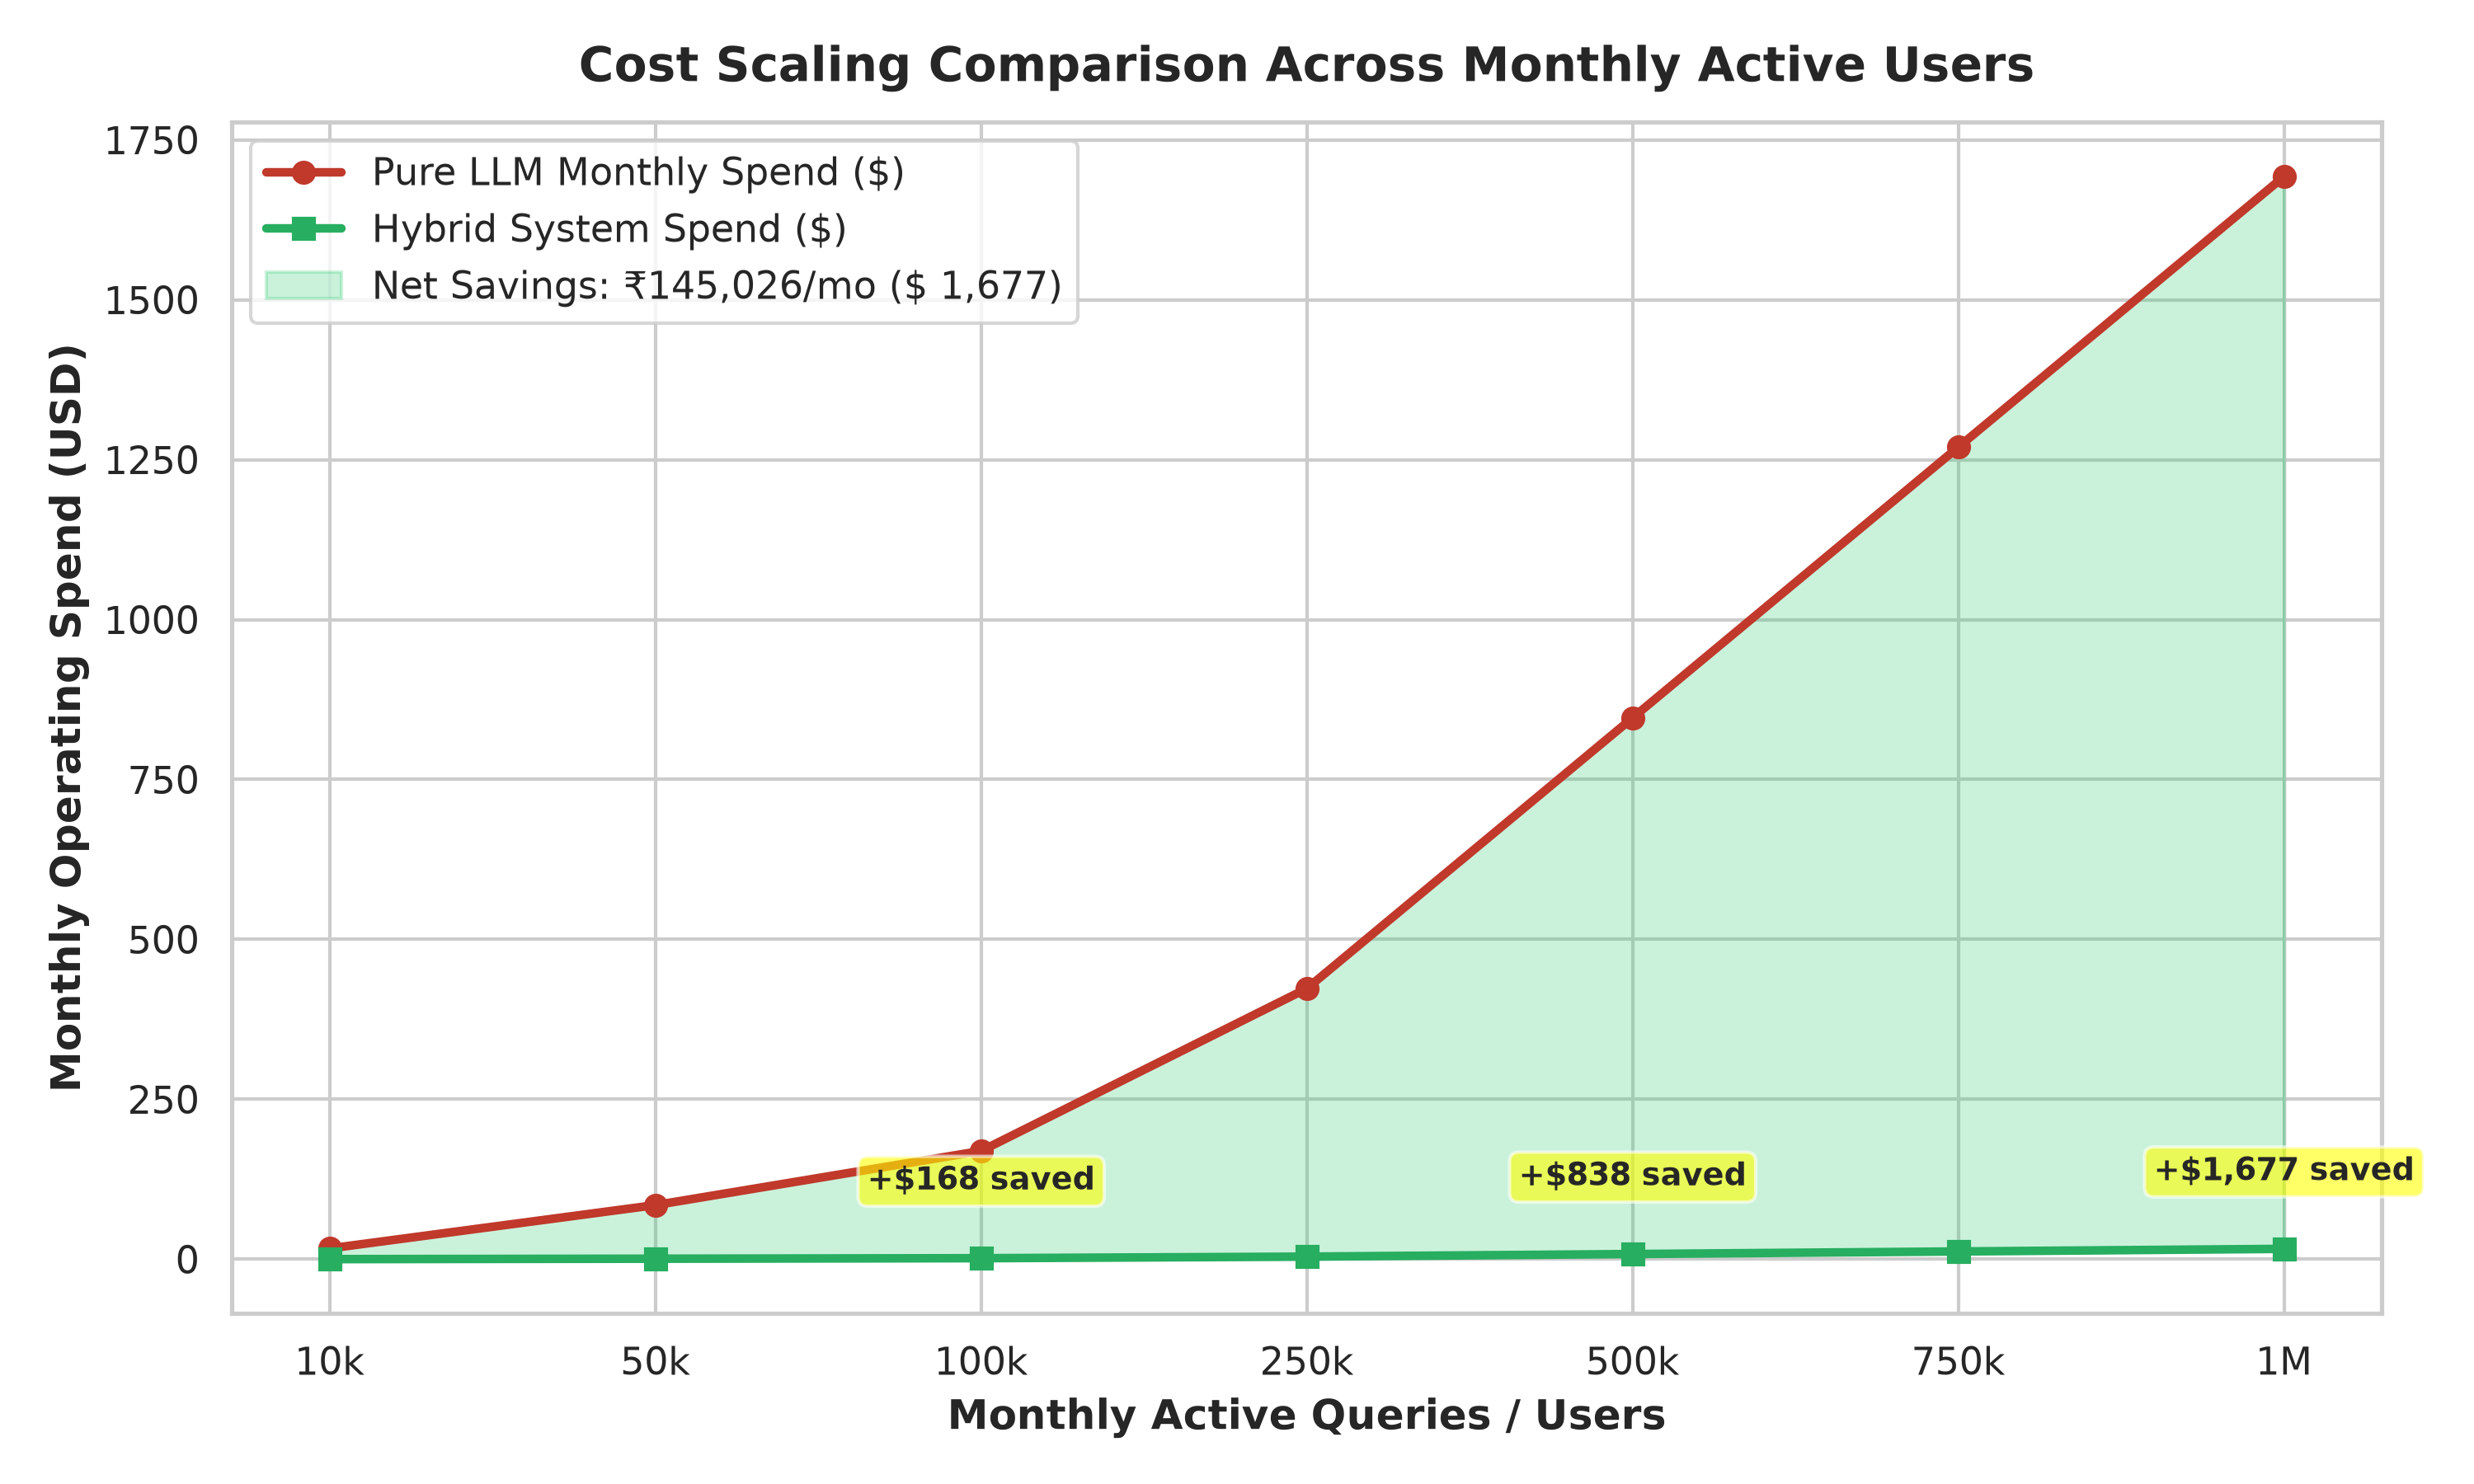 Cost Scaling Comparison Across Monthly Active Users
Monthly Operating Spend (USD)
1750
1500
1250
1000
750
500
250
0
Pure LLM Monthly Spend ($)
Hybrid System Spend ($)
Net Savings: ₹145,026/mo ($ 1,677)
+$168 saved
+$838 saved
+$1,677 saved
10k
50k
100k
250k
500k
750k
1M
Monthly Active Queries / Users